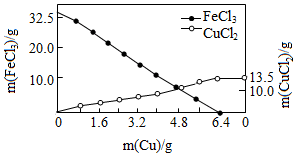 m(FeCl₃)/g
32.5
20.0
10.0
FeCl₃
CuCl₂
13.5
10.0
m(CuCl₂)/g
0 1.6 3.2 4.8 6.4 0
m(Cu)/g